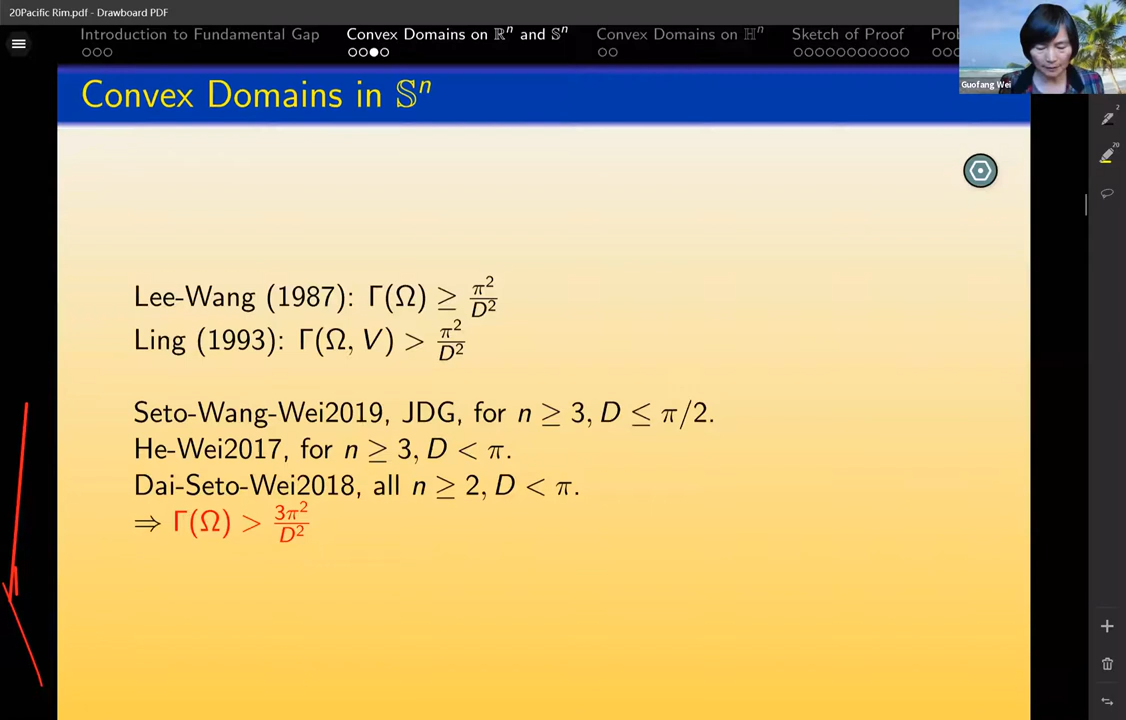 20Pacific Rim.pdf - Drawboard PDF
Introduction to Fundamental Gap
Convex Domains on ℝⁿ and 𝕊ⁿ
Convex Domains on ℍⁿ
Sketch of Proof
Guofang Wei
Convex Domains in 𝕊ⁿ
2
20
Lee-Wang (1987): Γ(Ω) ≥ π²/D²
Ling (1993): Γ(Ω, V) > π²/D²
Seto-Wang-Wei2019, JDG, for n ≥ 3, D ≤ π/2.
He-Wei2017, for n ≥ 3, D < π.
Dai-Seto-Wei2018, all n ≥ 2, D < π.
⇒ Γ(Ω) > 3π²/D²